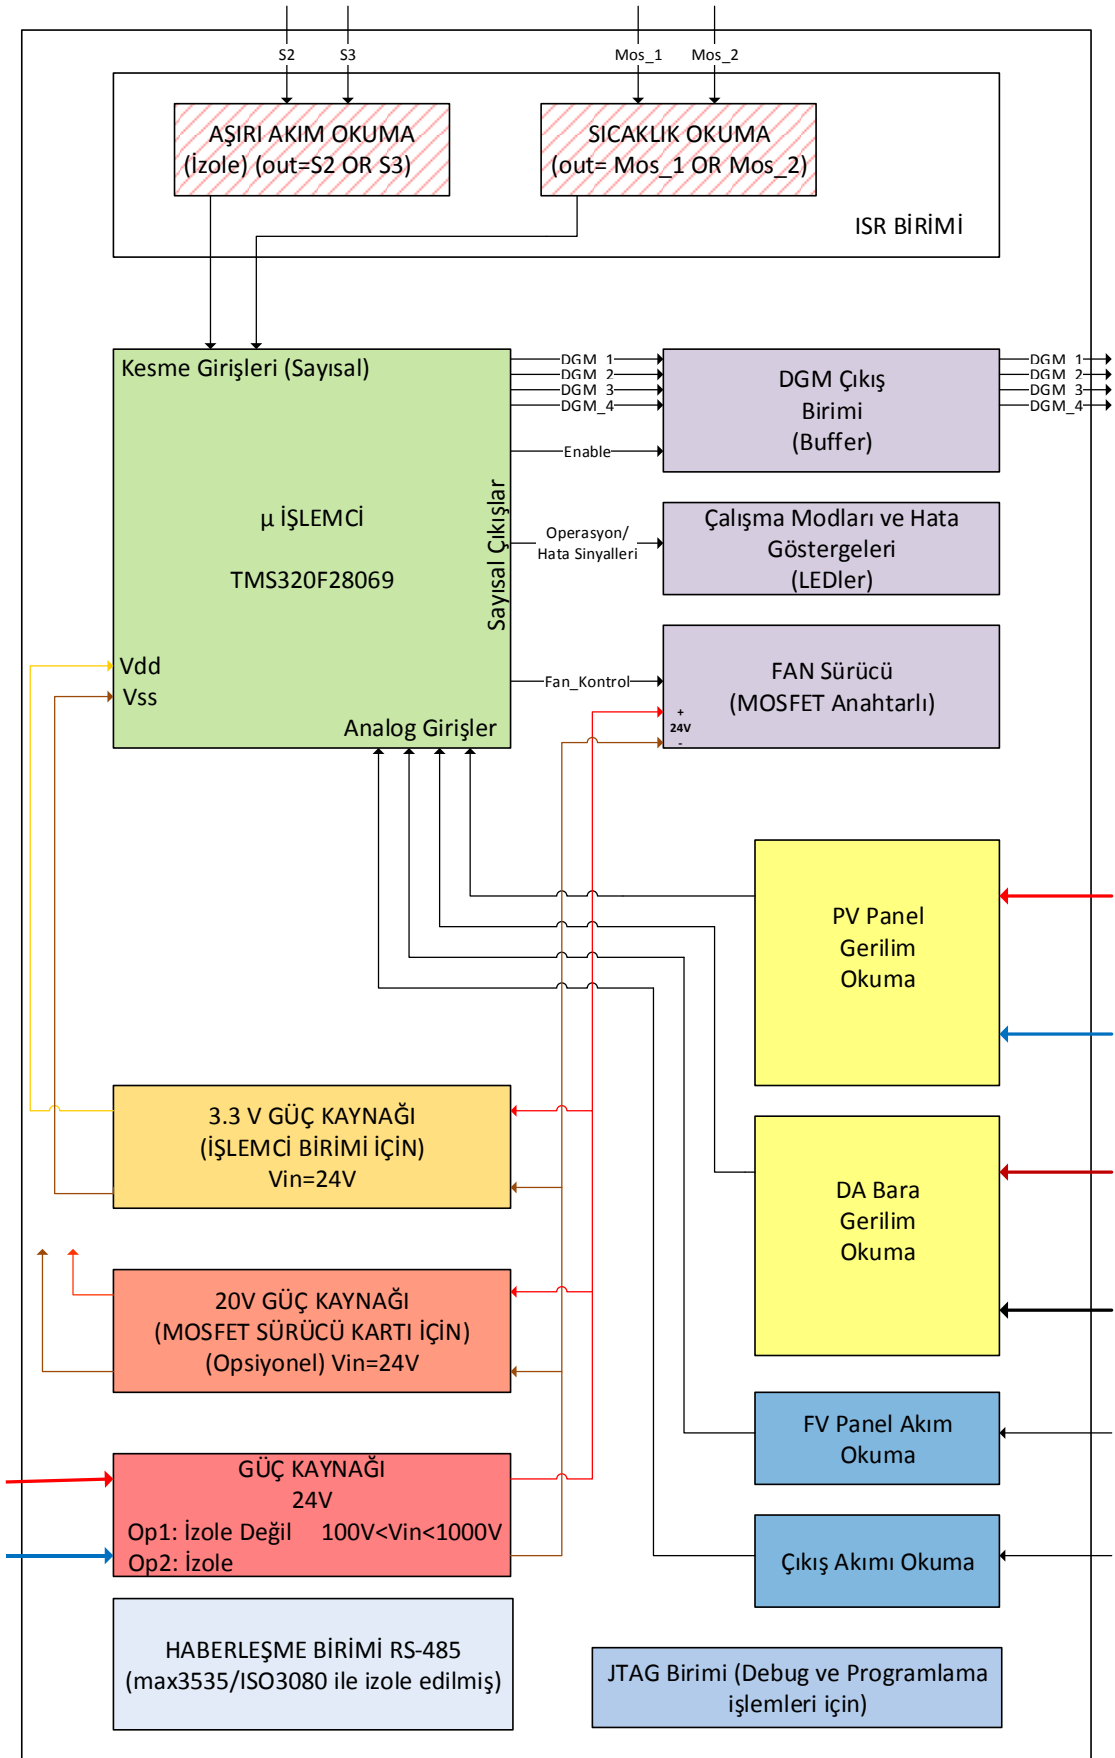 S2
S3
Mos_1
Mos_2
AŞIRI AKIM OKUMA
(İzole) (out=S2 OR S3)
SICAKLIK OKUMA
(out= Mos_1 OR Mos_2)
ISR BİRİMİ
Kesme Girişleri (Sayısal)
µ İŞLEMCİ
TMS320F28069
Sayısal Çıkışlar
Vdd
Vss
Analog Girişler
DGM_1
DGM_2
DGM_3
DGM_4
Enable
Operasyon/
Hata Sinyalleri
Fan_Kontrol
DGM Çıkış
Birimi
(Buffer)
DGM_1
DGM_2
DGM_3
DGM_4
Çalışma Modları ve Hata
Göstergeleri
(LEDler)
FAN Sürücü
(MOSFET Anahtarlı)
+
24V
-
PV Panel
Gerilim
Okuma
3.3 V GÜÇ KAYNAĞI
(İŞLEMCİ BİRİMİ İÇİN)
Vin=24V
DA Bara
Gerilim
Okuma
20V GÜÇ KAYNAĞI
(MOSFET SÜRÜCÜ KARTI İÇİN)
(Opsiyonel) Vin=24V
FV Panel Akım
Okuma
GÜÇ KAYNAĞI
24V
Op1: İzole Değil 100V<Vin<1000V
Op2: İzole
Çıkış Akımı Okuma
HABERLEŞME BİRİMİ RS-485
(max3535/ISO3080 ile izole edilmiş)
JTAG Birimi (Debug ve Programlama
işlemleri için)